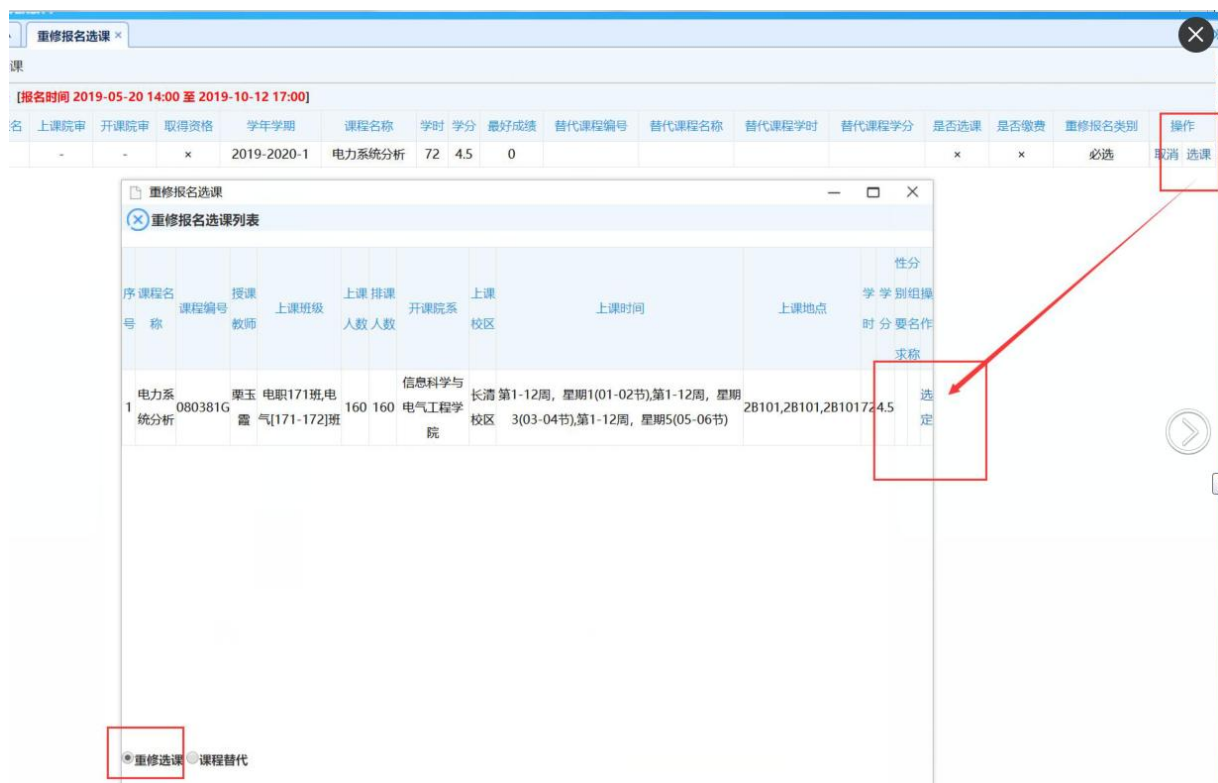 重修报名选课 ×
课
[报名时间 2019-05-20 14:00 至 2019-10-12 17:00]
名 上课院审 开课院审 取得资格 学年学期 课程名称 学时 学分 最好成绩 替代课程编号 替代课程名称 替代课程学时 替代课程学分 是否选课 是否缴费 重修报名类别 操作
- - × 2019-2020-1 电力系统分析 72 4.5 0 × × 必选 取消 选课
重修报名选课
重修报名选课列表
性分
序 课程名 授课 上课 排课 上课 学 学 别组操
课程编号 上课班级 开课院系 上课时间 上课地点
号 称 教师 人数 人数 校区 时 分 要名作
求称
信息科学与
电力系 栗玉 电职171班,电 长清 第1-12周，星期1(01-02节),第1-12周，星期 选
1 080381G 160 160 电气工程学 2B101,2B101,2B101 72 4.5
统分析 霞 气[171-172]班 校区 3(03-04节),第1-12周，星期5(05-06节) 定
院
重修选课 课程替代